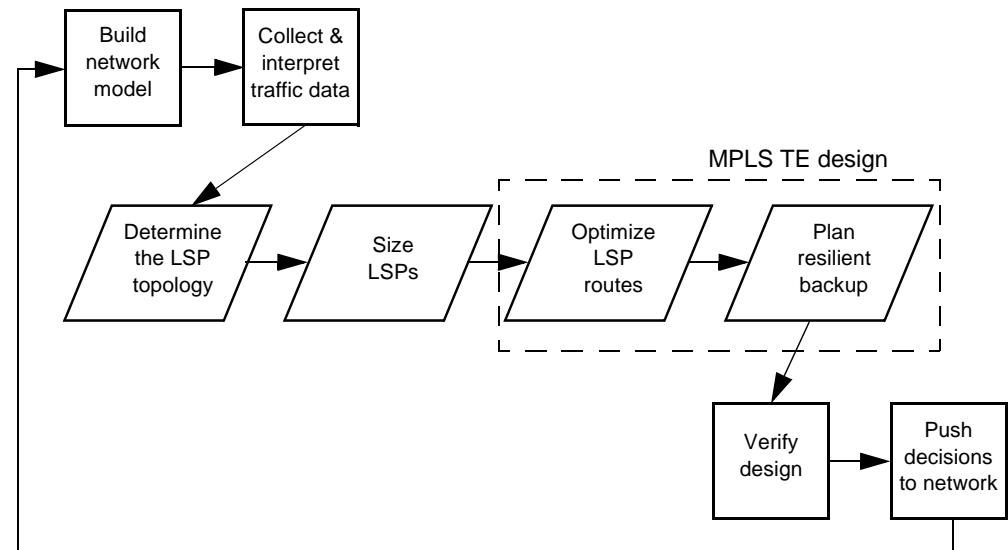 Build
network
model
Collect &
interpret
traffic data
MPLS TE design
Determine
the LSP
topology
Size
LSPs
Optimize
LSP
routes
Plan
resilient
backup
Verify
design
Push
decisions
to network